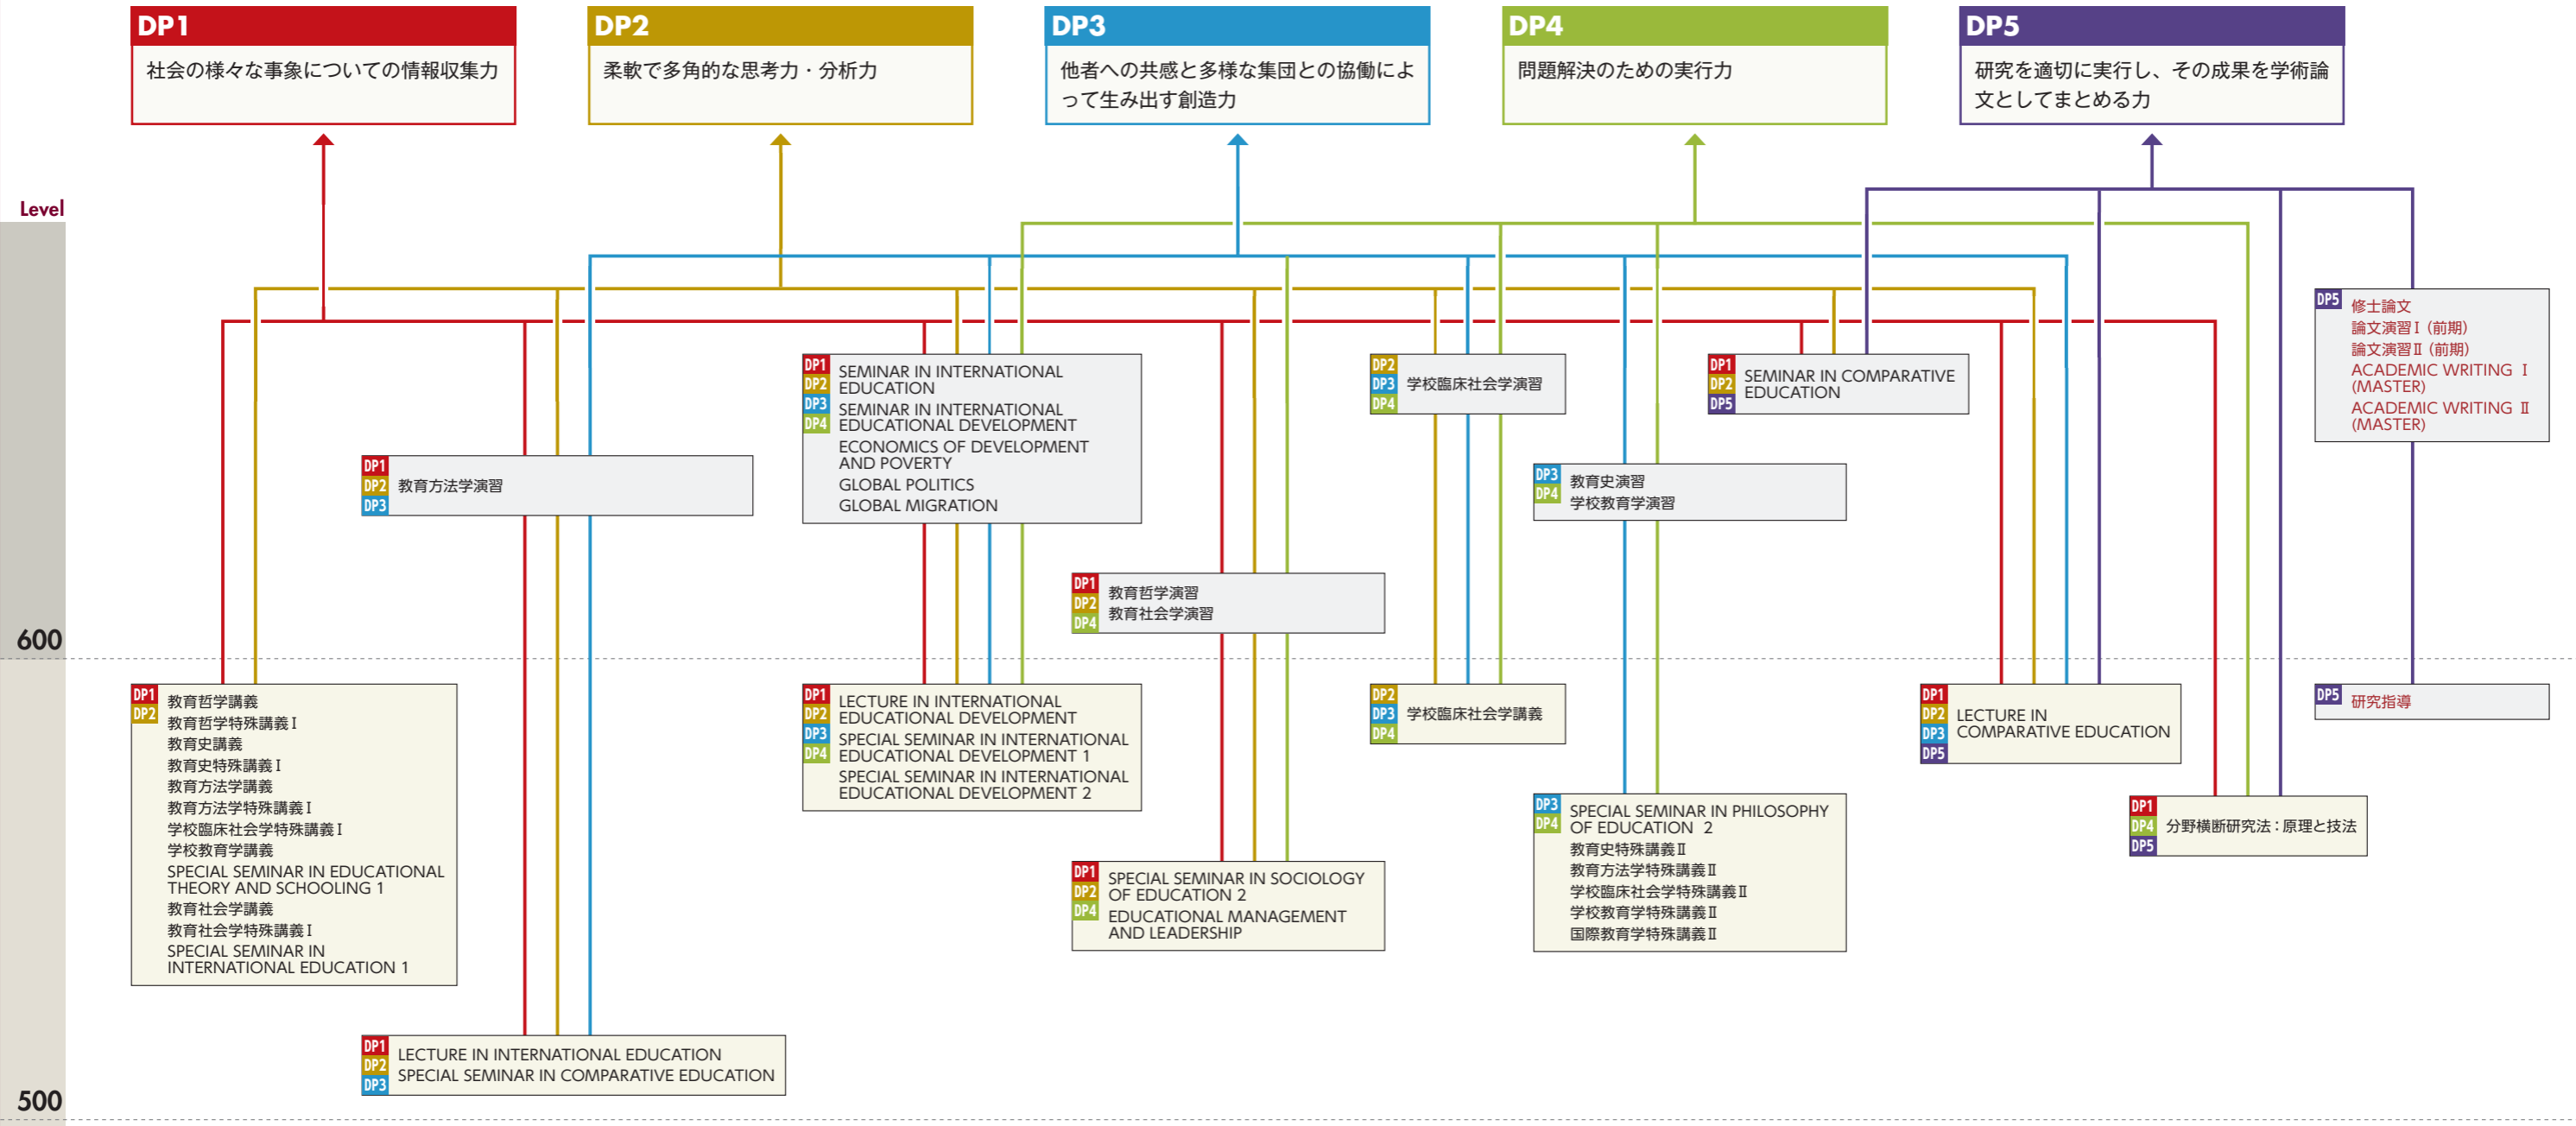 DP1
社会の様々な事象についての情報収集力
DP2
柔軟で多角的な思考力・分析力
DP3
他者への共感と多様な集団との協働によ
って生み出す創造力
DP4
問題解決のための実行力
DP5
研究を適切に実行し、その成果を学術論
文としてまとめる力
Level
DP5
修士論文
論文演習Ⅰ (前期)
論文演習Ⅱ (前期)
ACADEMIC WRITING Ⅰ
(MASTER)
ACADEMIC WRITING Ⅱ
(MASTER)
DP1
DP2
DP3
DP4
SEMINAR IN INTERNATIONAL
EDUCATION
SEMINAR IN INTERNATIONAL
EDUCATIONAL DEVELOPMENT
ECONOMICS OF DEVELOPMENT
AND POVERTY
GLOBAL POLITICS
GLOBAL MIGRATION
DP2
DP3
DP4
学校臨床社会学演習
DP1
DP2
DP5
SEMINAR IN COMPARATIVE
EDUCATION
DP1
DP2
DP3
教育方法学演習
DP3
DP4
教育史演習
学校教育学演習
DP1
DP2
DP4
教育哲学演習
教育社会学演習
600
DP1
DP2
教育哲学講義
教育哲学特殊講義Ⅰ
教育史講義
教育史特殊講義Ⅰ
教育方法学講義
教育方法学特殊講義Ⅰ
学校臨床社会学特殊講義Ⅰ
学校教育学講義
SPECIAL SEMINAR IN EDUCATIONAL
THEORY AND SCHOOLING 1
教育社会学講義
教育社会学特殊講義Ⅰ
SPECIAL SEMINAR IN
INTERNATIONAL EDUCATION 1
DP1
DP2
DP3
DP4
LECTURE IN INTERNATIONAL
EDUCATIONAL DEVELOPMENT
SPECIAL SEMINAR IN INTERNATIONAL
EDUCATIONAL DEVELOPMENT 1
SPECIAL SEMINAR IN INTERNATIONAL
EDUCATIONAL DEVELOPMENT 2
DP2
DP3
DP4
学校臨床社会学講義
DP1
DP2
DP3
DP5
LECTURE IN
COMPARATIVE EDUCATION
DP5
研究指導
DP3
DP4
SPECIAL SEMINAR IN PHILOSOPHY
OF EDUCATION 2
教育史特殊講義Ⅱ
教育方法学特殊講義Ⅱ
学校臨床社会学特殊講義Ⅱ
学校教育学特殊講義Ⅱ
国際教育学特殊講義Ⅱ
DP1
DP4
DP5
分野横断研究法：原理と技法
DP1
DP2
DP4
SPECIAL SEMINAR IN SOCIOLOGY
OF EDUCATION 2
EDUCATIONAL MANAGEMENT
AND LEADERSHIP
DP1
DP2
DP3
LECTURE IN INTERNATIONAL EDUCATION
SPECIAL SEMINAR IN COMPARATIVE EDUCATION
500